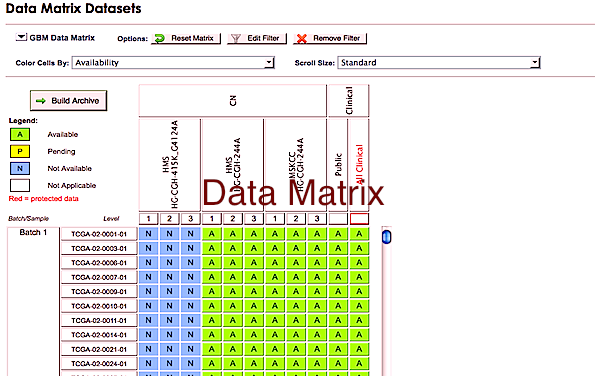 Data Matrix Datasets
GBM Data Matrix Options: Reset Matrix Edit Filter Remove Filter
Color Cells By: Availability Scroll Size: Standard
Build Archive
Legend:
A Available
P Pending
N Not Available
Not Applicable
Red = protected data
CN Clinical
HMS HG-CGH-415K_G4124A
HMS HG-CGH-244A
MSKCC HG-CGH-244A
Public
All Clinical
Data Matrix
Batch/Sample Level 1 2 3 1 2 3 1 2 3
Batch 1 TCGA-02-0001-01 N N N A A A A A A A A
TCGA-02-0003-01 N N N A A A A A A A A
TCGA-02-0006-01 N N N A A A A A A A A
TCGA-02-0007-01 N N N A A A A A A A A
TCGA-02-0009-01 N N N A A A A A A A A
TCGA-02-0010-01 N N N A A A A A A A A
TCGA-02-0011-01 N N N A A A A A A A A
TCGA-02-0014-01 N N N A A A A A A A A
TCGA-02-0021-01 N N N A A A A A A A A
TCGA-02-0024-01 N N N A A A A A A A A